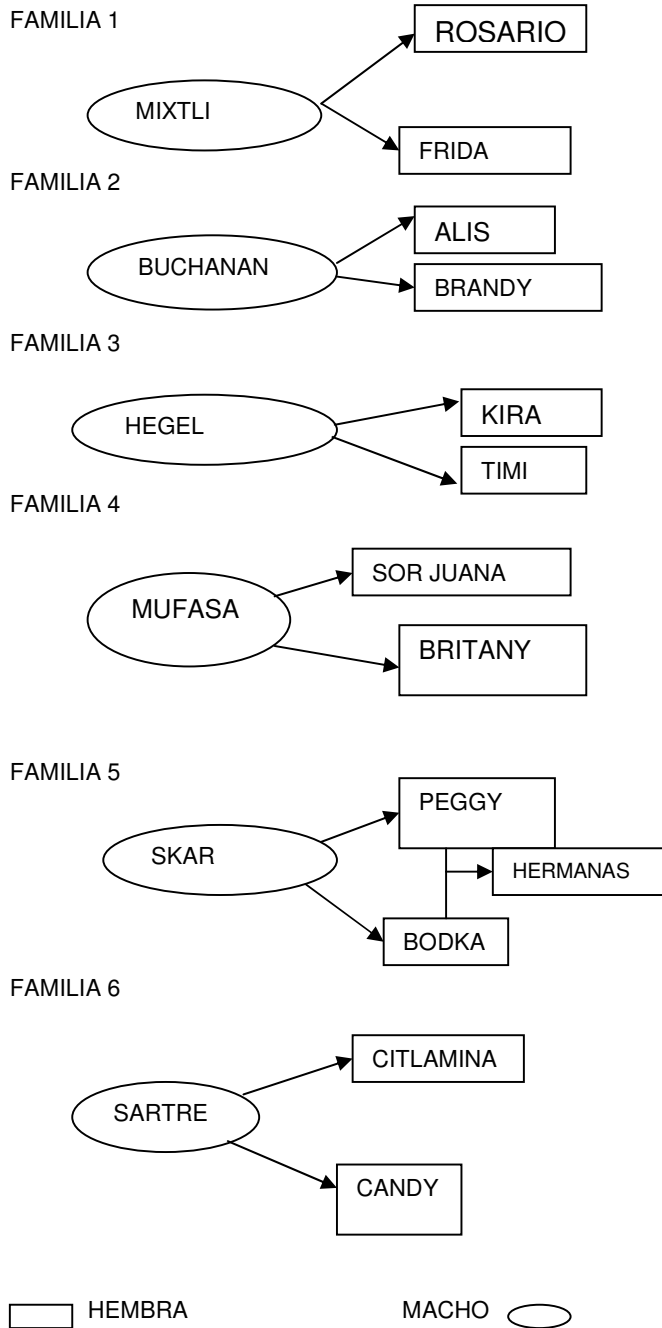 FAMILIA 1
ROSARIO
MIXTLI
FRIDA
FAMILIA 2
ALIS
BUCHANAN
BRANDY
FAMILIA 3
KIRA
HEGEL
TIMI
FAMILIA 4
SOR JUANA
MUFASA
BRITANY
FAMILIA 5
PEGGY
SKAR
HERMANAS
BODKA
FAMILIA 6
CITLAMINA
SARTRE
CANDY
HEMBRA MACHO